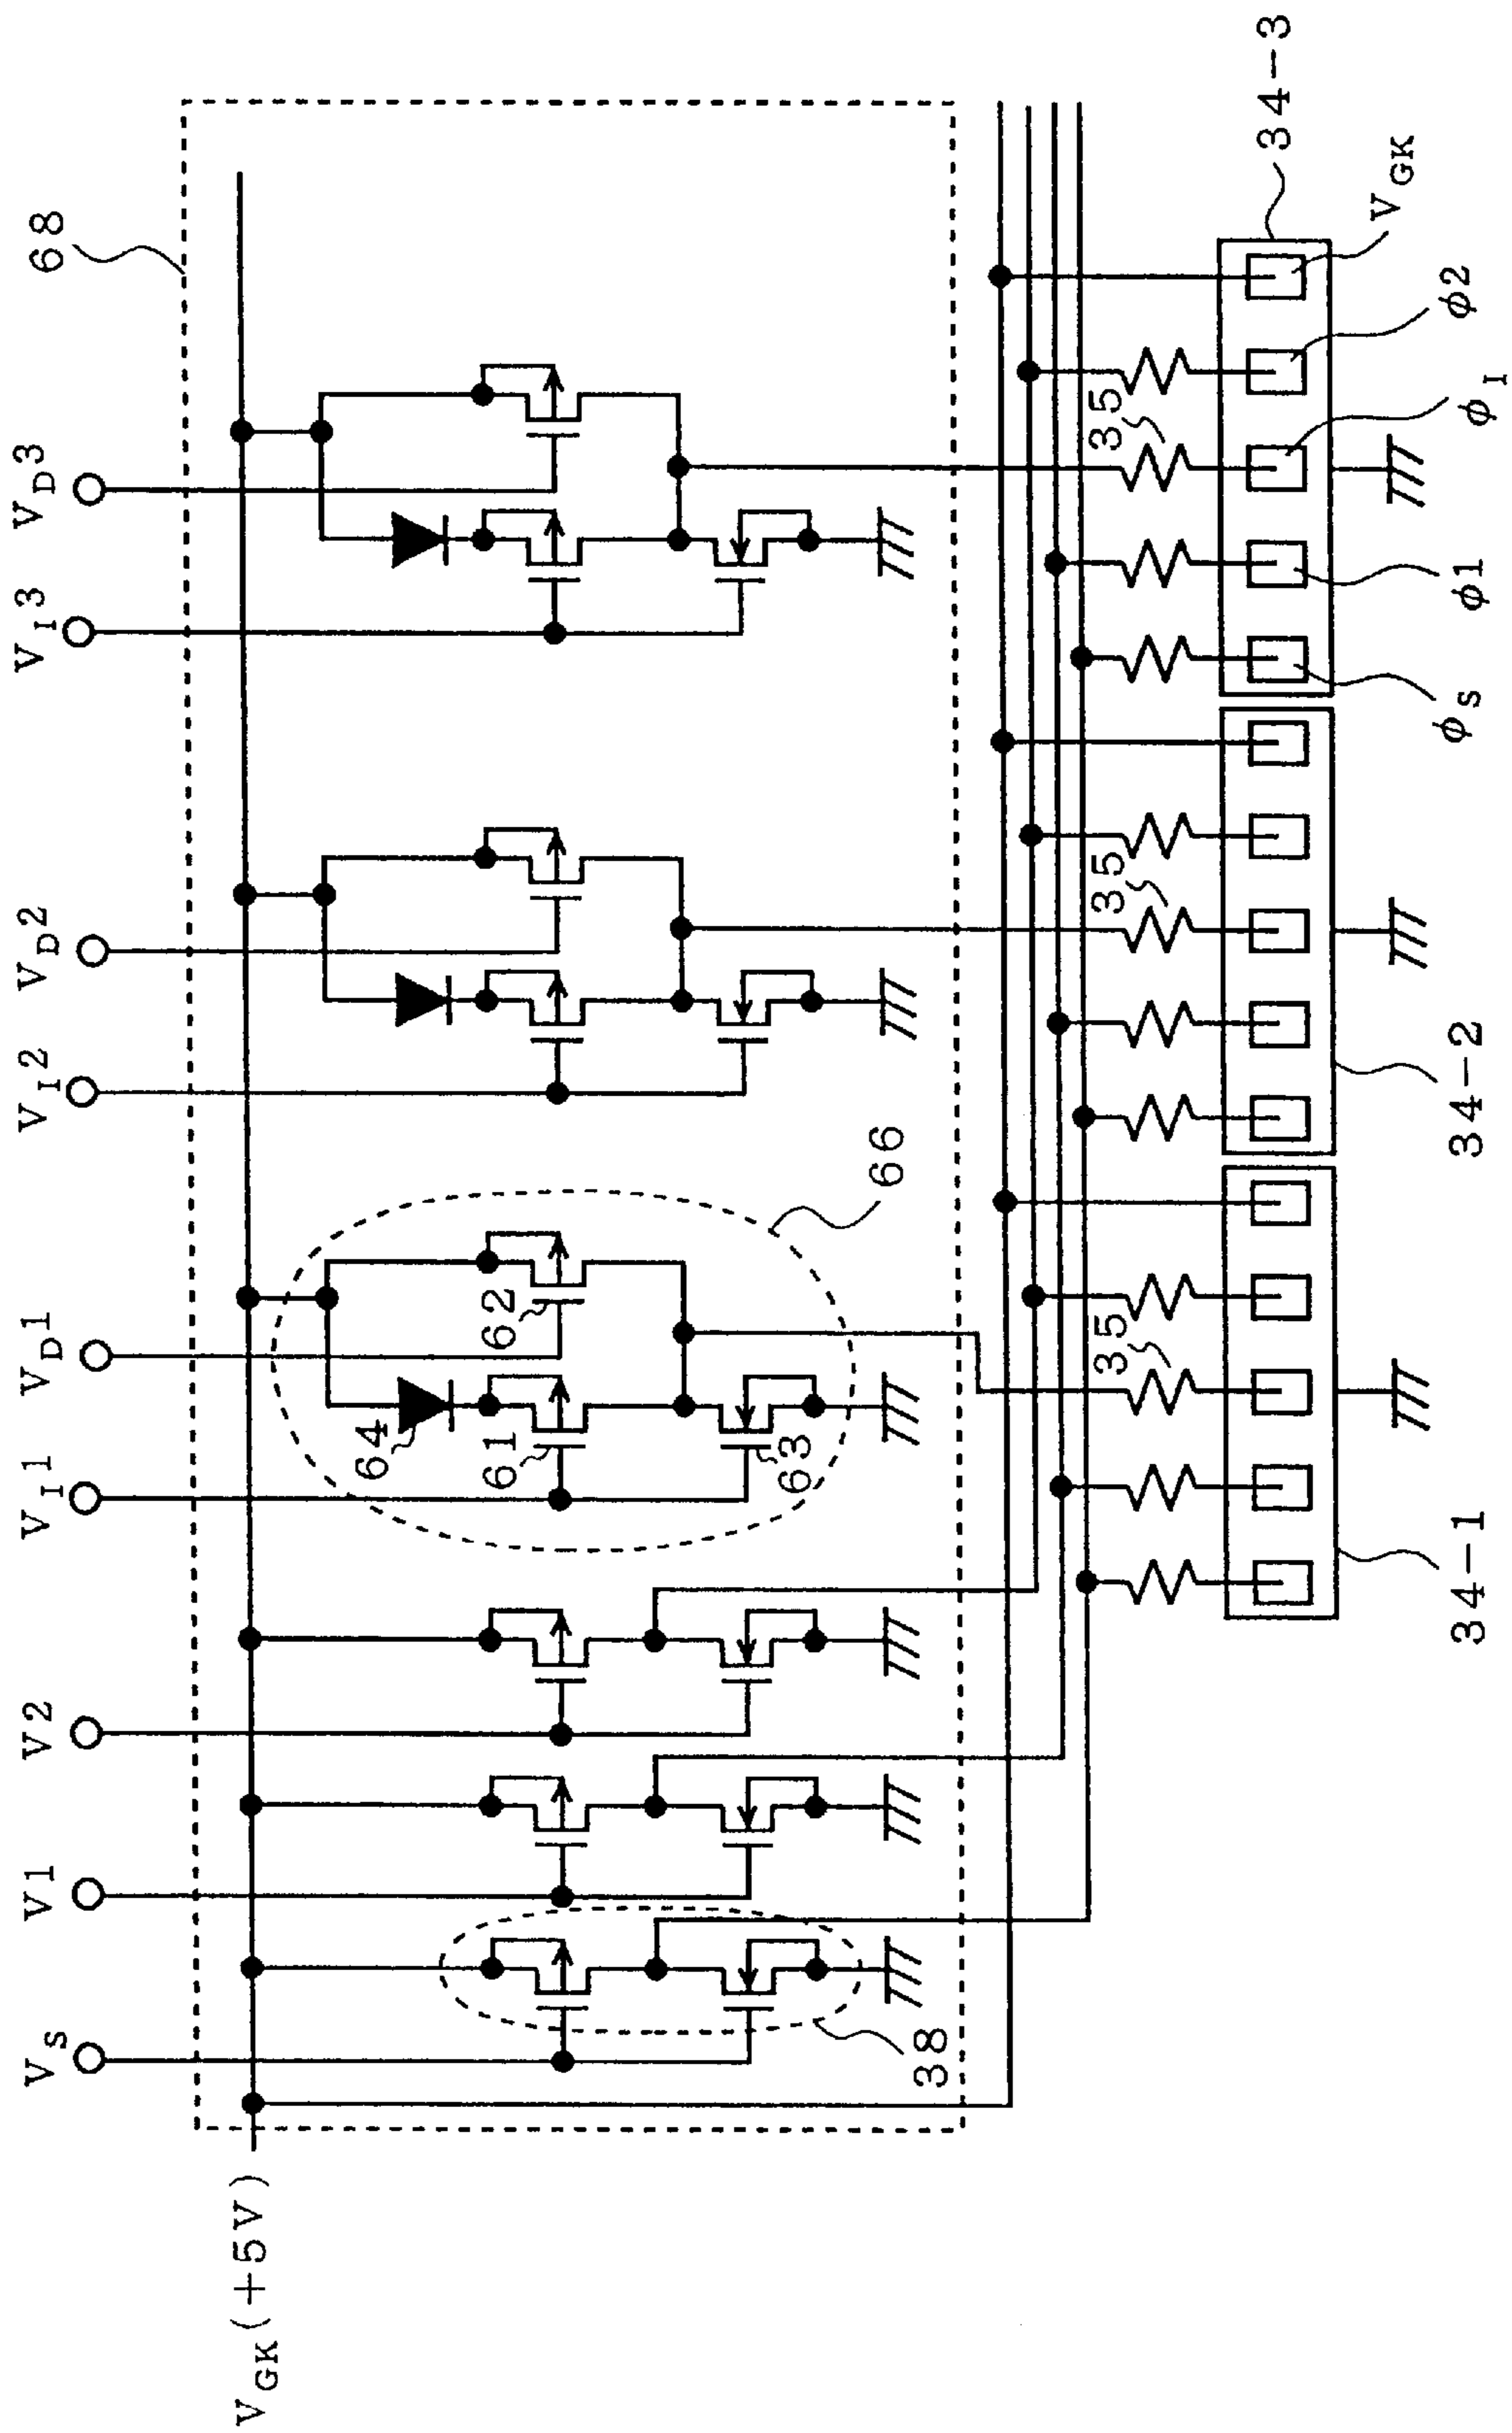 V_GK (+5V)
V_S
V1
V2
V_I1
V_D1
V_I2
V_D2
V_I3
V_D3
68
38
64
61
62
63
66
35
35
35
34-1
34-2
34-3
ϕ_S
ϕ1
ϕ_I
ϕ2
V_GK